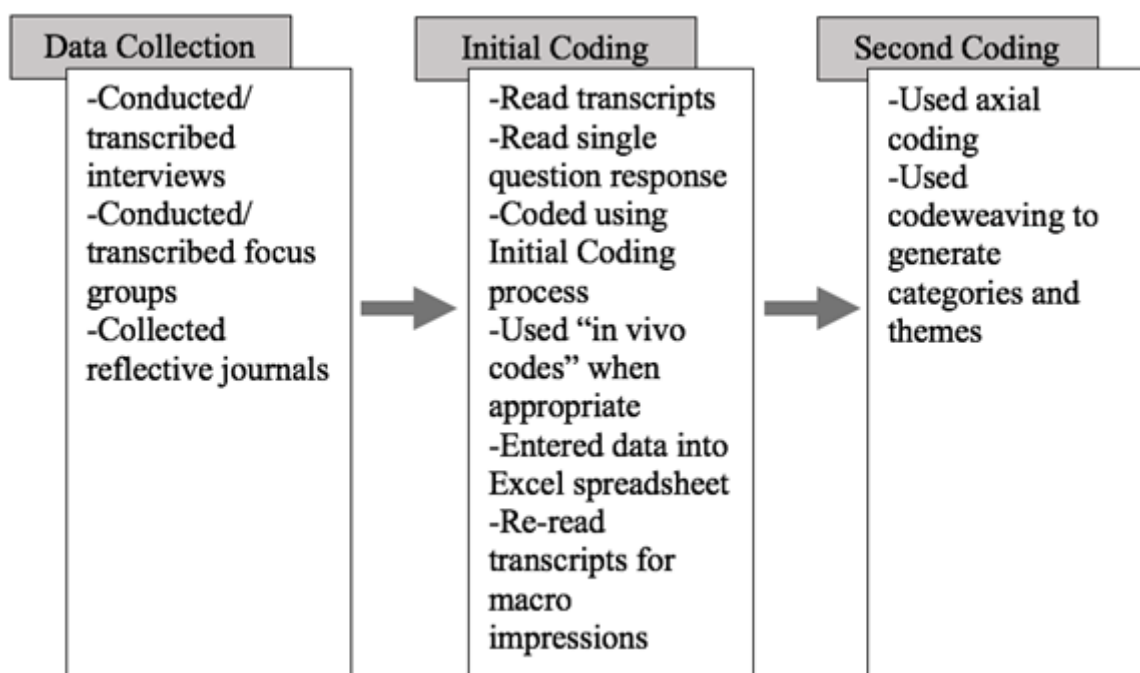 Data Collection
-Conducted/
transcribed
interviews
-Conducted/
transcribed focus
groups
-Collected
reflective journals
Initial Coding
-Read transcripts
-Read single
question response
-Coded using
Initial Coding
process
-Used “in vivo
codes” when
appropriate
-Entered data into
Excel spreadsheet
-Re-read
transcripts for
macro
impressions
Second Coding
-Used axial
coding
-Used
codeweaving to
generate
categories and
themes